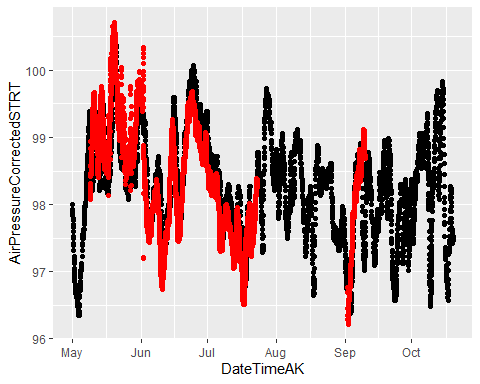 AirPressureCorrectedSTRT
100
99
98
97
96
May Jun Jul Aug Sep Oct
DateTimeAK